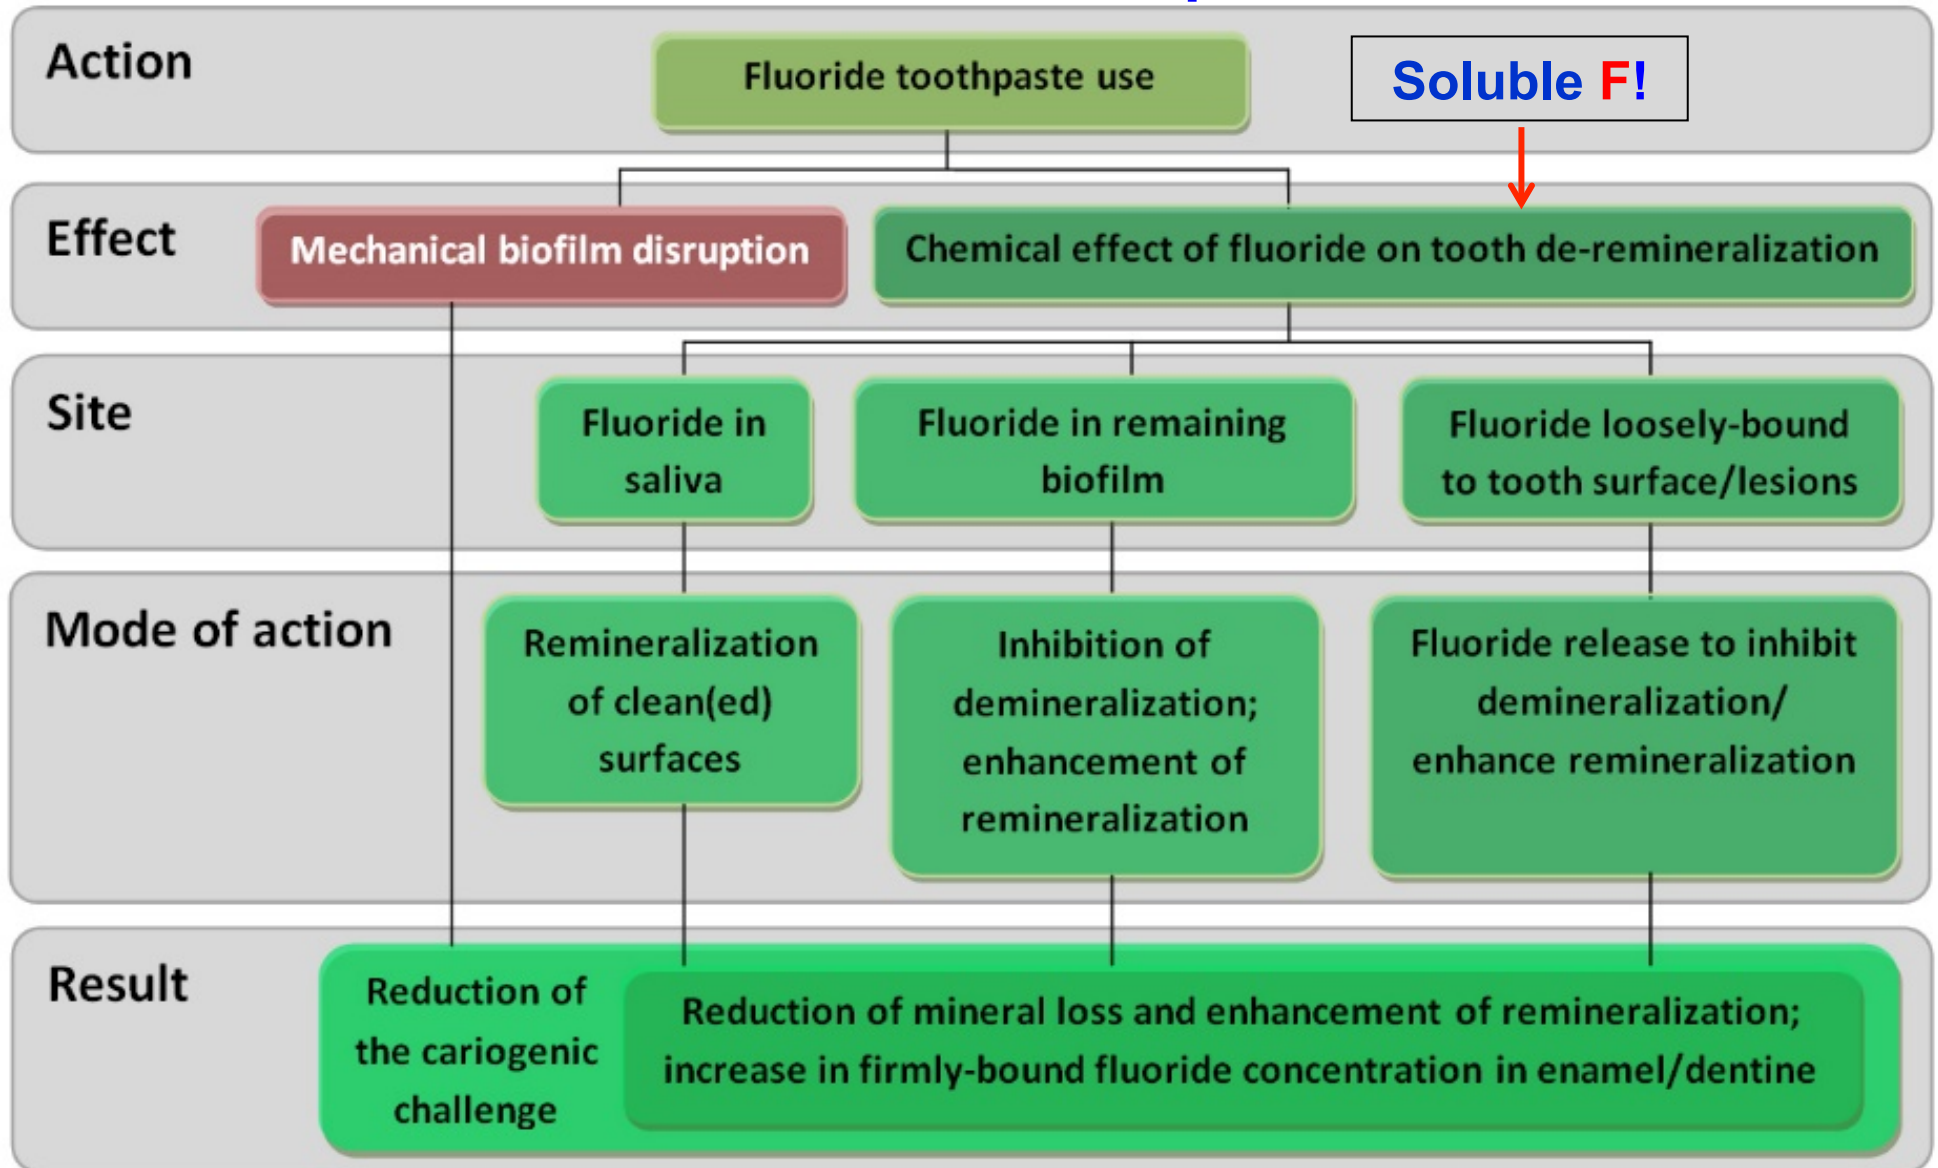 Action
Fluoride toothpaste use
Soluble F!
Effect
Mechanical biofilm disruption
Chemical effect of fluoride on tooth de-remineralization
Site
Fluoride in
saliva
Fluoride in remaining
biofilm
Fluoride loosely-bound
to tooth surface/lesions
Mode of action
Remineralization
of clean(ed)
surfaces
Inhibition of
demineralization;
enhancement of
remineralization
Fluoride release to inhibit
demineralization/
enhance remineralization
Result
Reduction of
the cariogenic
challenge
Reduction of mineral loss and enhancement of remineralization;
increase in firmly-bound fluoride concentration in enamel/dentine